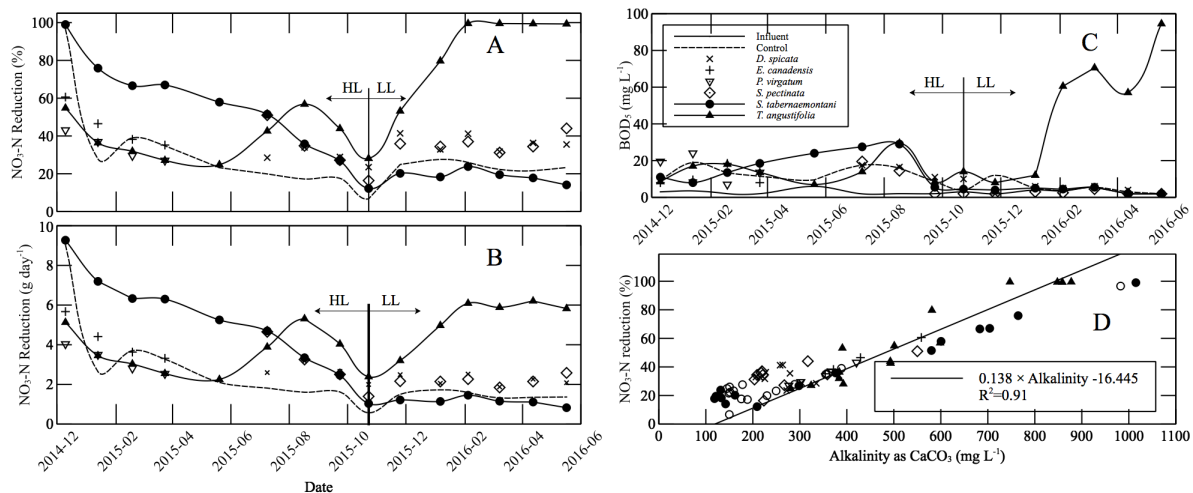 A
NO₃-N Reduction (%)
100
80
60
40
20
0
HL
LL
B
NO₃-N Reduction (g day⁻¹)
10
8
6
4
2
0
HL
LL
2014-12
2015-02
2015-04
2015-06
2015-08
2015-10
2015-12
2016-02
2016-04
2016-06
Date
C
BOD₅ (mg L⁻¹)
100
80
60
40
20
0
Influent
Control
D. spicata
E. canadensis
P. virgatum
S. pectinata
S. tabernaemontani
T. angustifolia
HL
LL
2014-12
2015-02
2015-04
2015-06
2015-08
2015-10
2015-12
2016-02
2016-04
2016-06
D
NO₃-N reduction (%)
120
100
80
60
40
20
0
0.138 × Alkalinity -16.445
R²=0.91
0
100
200
300
400
500
600
700
800
900
1000
1100
Alkalinity as CaCO₃ (mg L⁻¹)